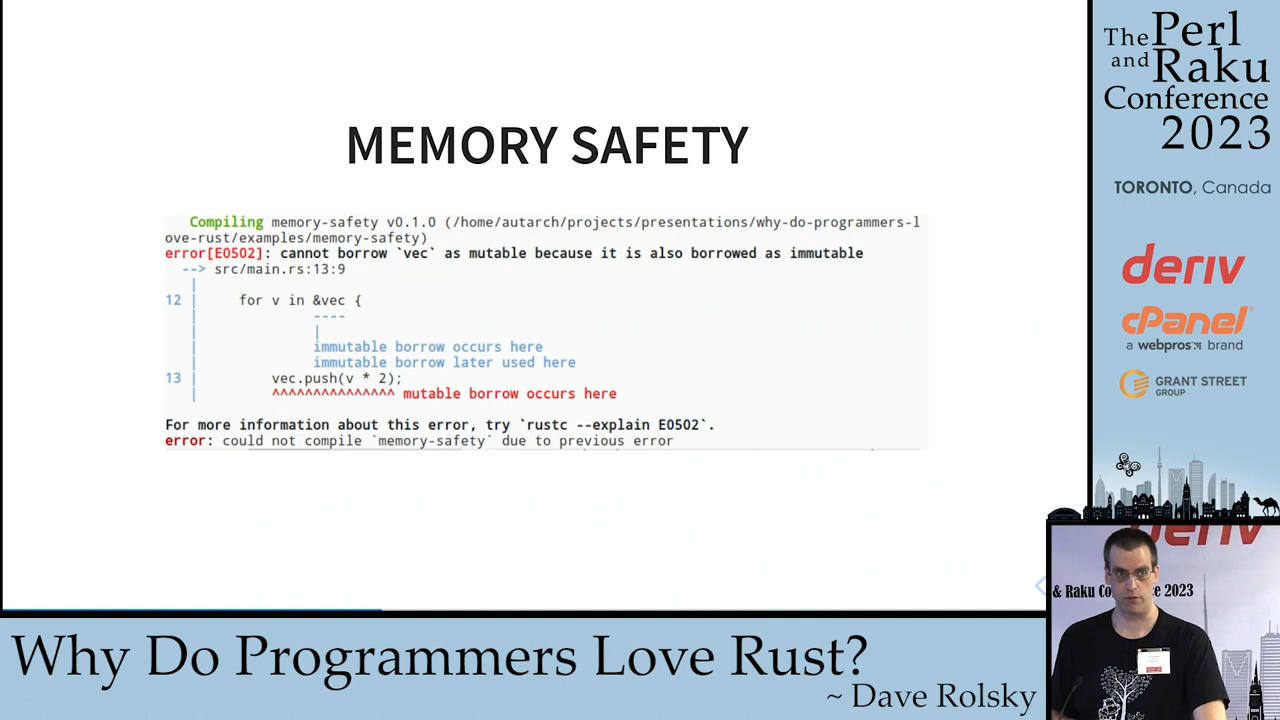 MEMORY SAFETY
Compiling memory-safety v0.1.0 (/home/autarch/projects/presentations/why-do-programmers-l
ove-rust/examples/memory-safety)
error[E0502]: cannot borrow `vec` as mutable because it is also borrowed as immutable
--> src/main.rs:13:9
|
12 | for v in &vec {
| ----
| |
| immutable borrow occurs here
| immutable borrow later used here
13 | vec.push(v * 2);
| ^^^^^^^^^^^^^^^ mutable borrow occurs here
For more information about this error, try `rustc --explain E0502`.
error: could not compile `memory-safety` due to previous error
The Perl
and Raku
Conference
2023
TORONTO, Canada
deriv
cPanel®
a webpros brand
GRANT STREET
GROUP
deriv
& Raku Co ce 2023
Why Do Programmers Love Rust?
~ Dave Rolsky